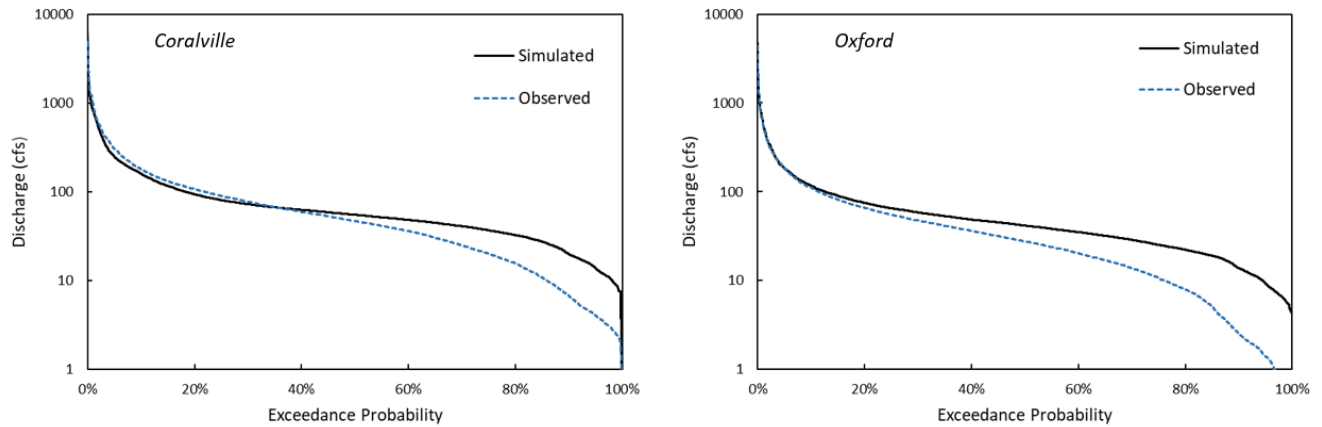 Coralville
Simulated
Observed
10000
1000
100
10
1
Discharge (cfs)
0%
20%
40%
60%
80%
100%
Exceedance Probability
Oxford
Simulated
Observed
10000
1000
100
10
1
Discharge (cfs)
0%
20%
40%
60%
80%
100%
Exceedance Probability